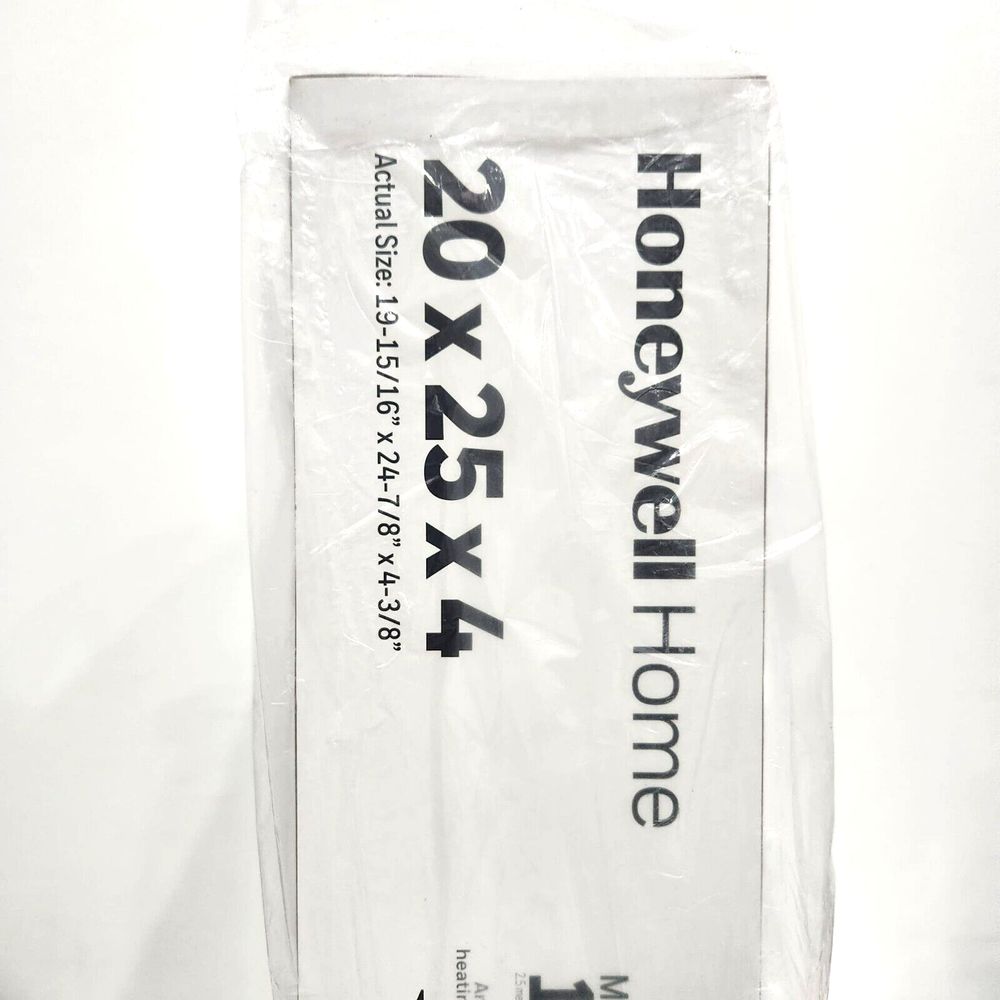 Honeywell Home
20 x 25 x 4
Actual Size: 19-15/16” x 24-7/8” x 4-3/8”